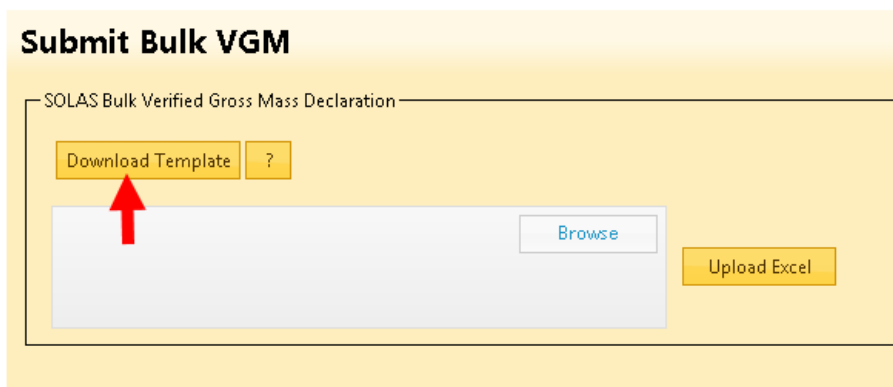 Submit Bulk VGM
SOLAS Bulk Verified Gross Mass Declaration
Download Template ?
Browse
Upload Excel